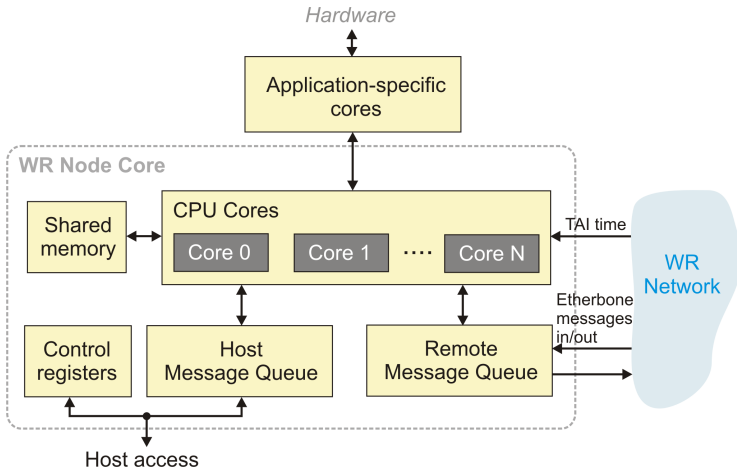 Hardware
Application-specific
cores
WR Node Core
Shared
memory
CPU Cores
Core 0
Core 1
....
Core N
TAI time
WR
Network
Etherbone
messages
in/out
Control
registers
Host
Message Queue
Remote
Message Queue
Host access